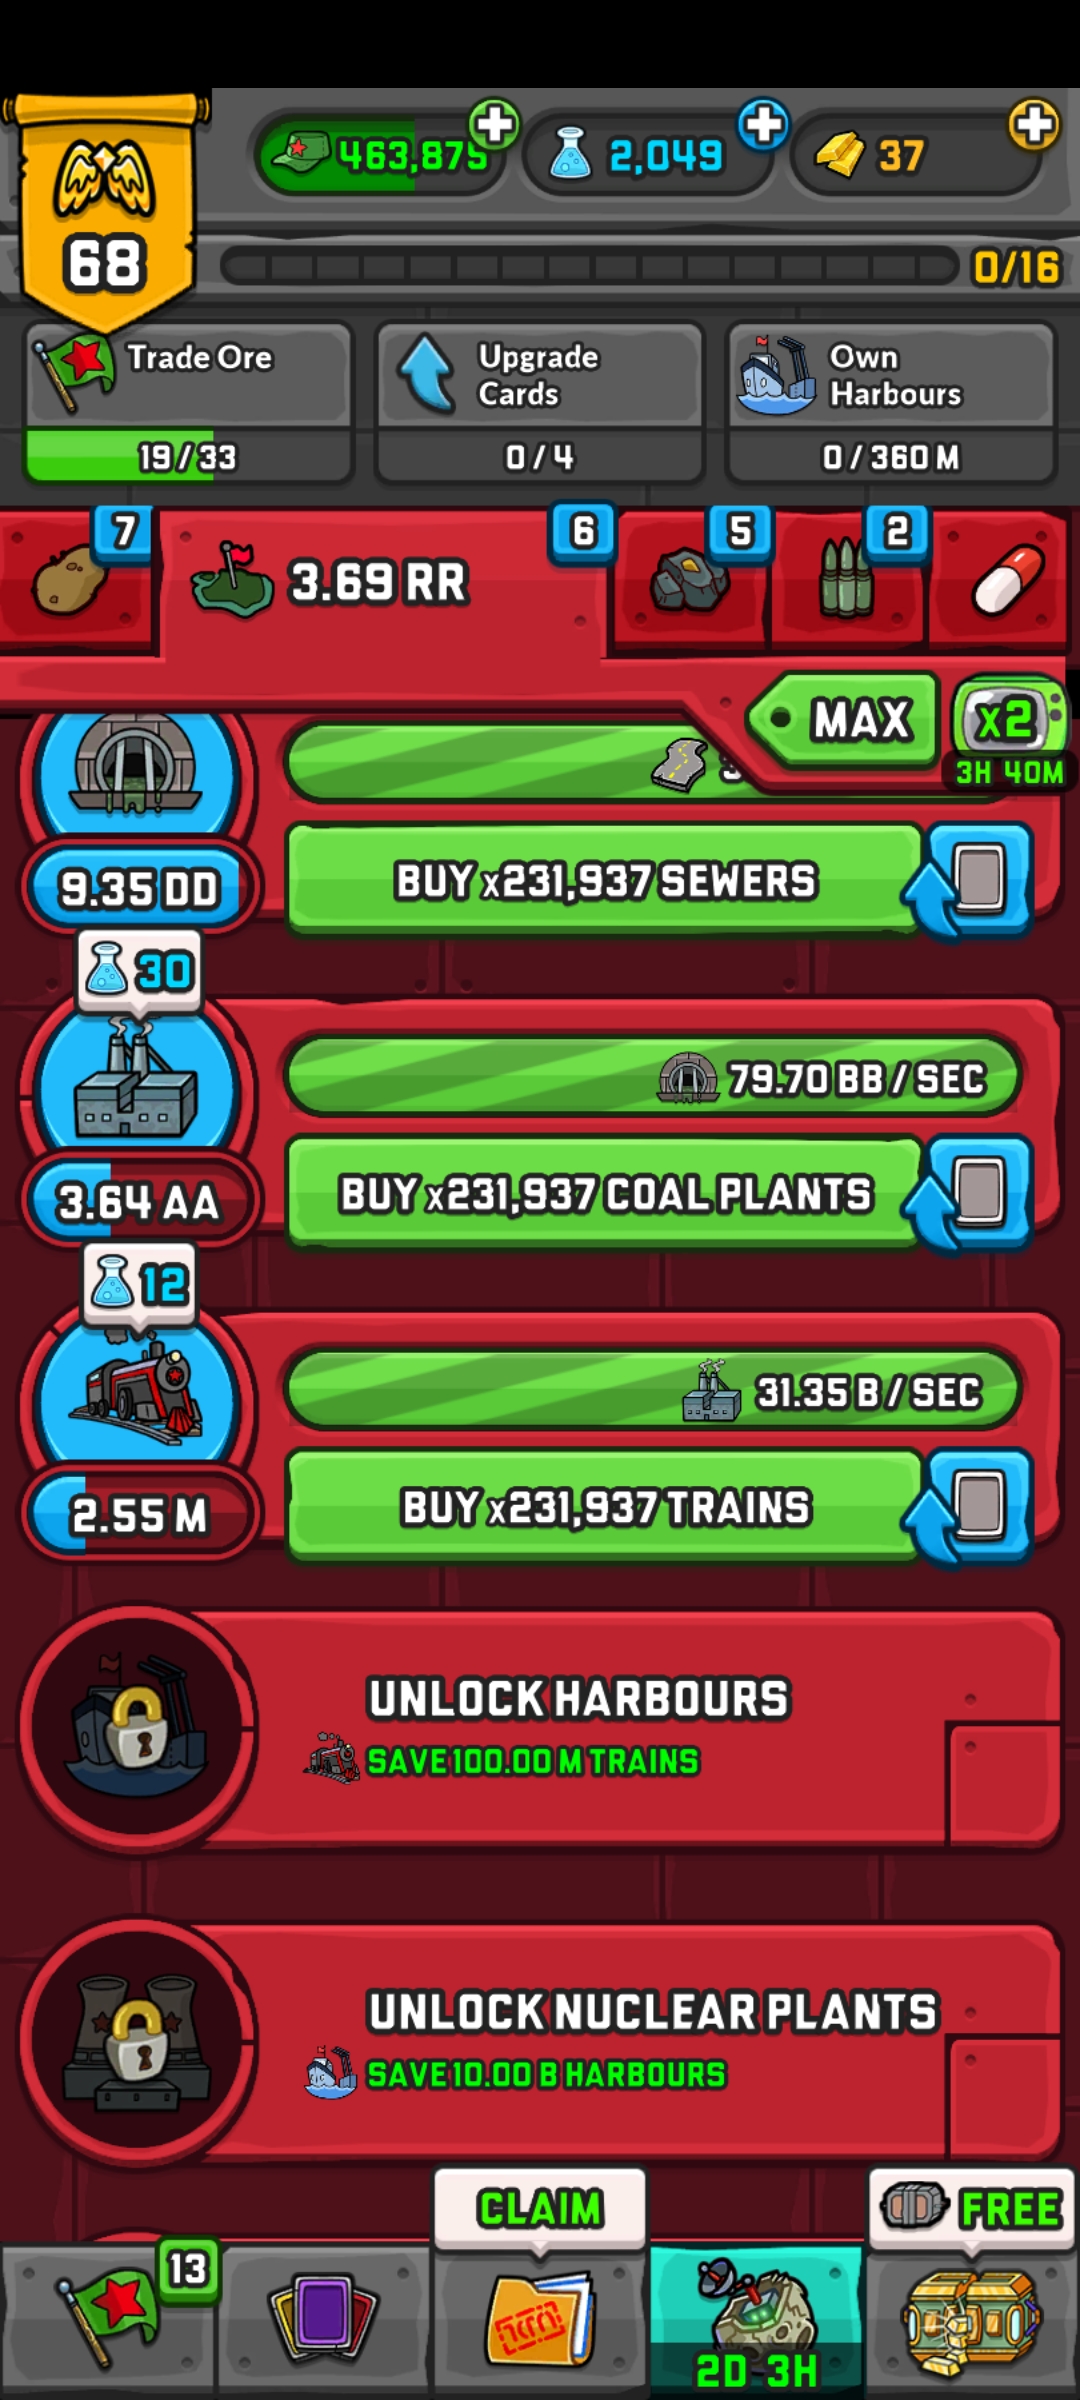 463,875
2,049
37
68
0/16
Trade Ore
19/33
Upgrade
Cards
0/4
Own
Harbours
0/360 M
7
3.69 RR
6
5
2
MAX
x2
3H 40M
9.35 DD
BUY x231,937 SEWERS
30
79.70 BB / SEC
3.64 AA
BUY x231,937 COAL PLANTS
12
31.35 B / SEC
2.55 M
BUY x231,937 TRAINS
UNLOCK HARBOURS
SAVE 100.00 M TRAINS
UNLOCK NUCLEAR PLANTS
SAVE 10.00 B HARBOURS
CLAIM
FREE
13
2D 3H